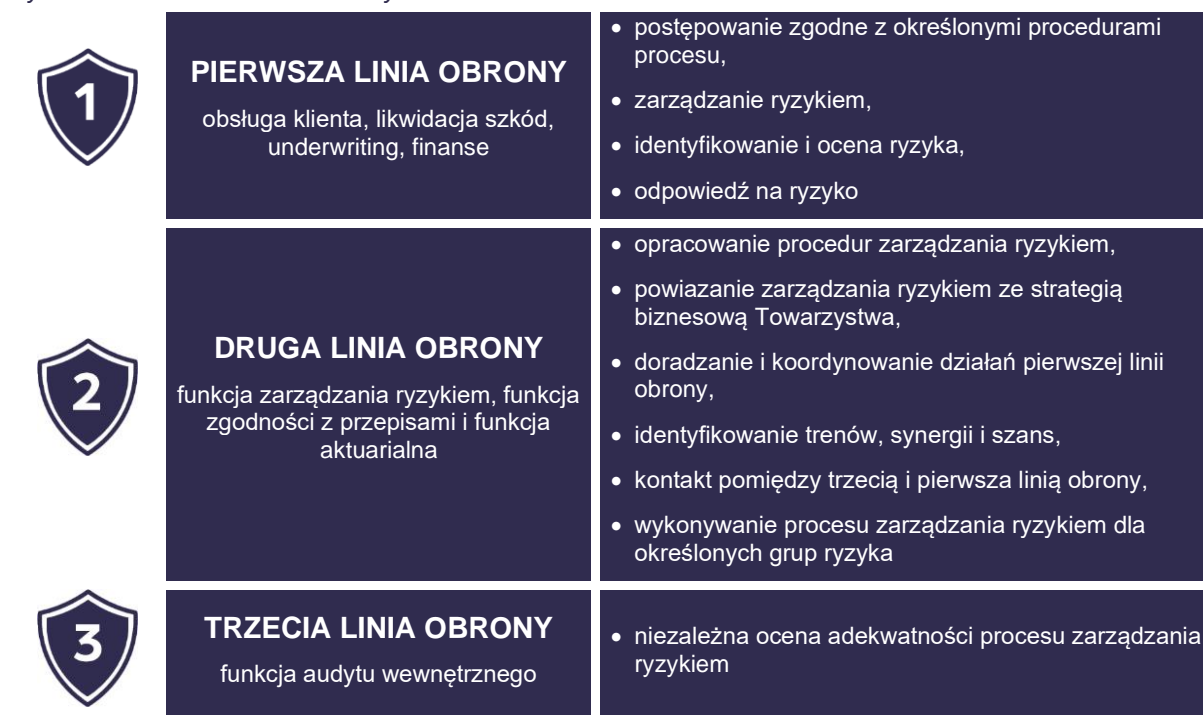 1
PIERWSZA LINIA OBRONY
obsługa klienta, likwidacja szkód,
underwriting, finanse
• postępowanie zgodne z określonymi procedurami
procesu,
• zarządzanie ryzykiem,
• identyfikowanie i ocena ryzyka,
• odpowiedź na ryzyko
2
DRUGA LINIA OBRONY
funkcja zarządzania ryzykiem, funkcja
zgodności z przepisami i funkcja
aktuarialna
• opracowanie procedur zarządzania ryzykiem,
• powiazanie zarządzania ryzykiem ze strategią
biznesową Towarzystwa,
• doradzanie i koordynowanie działań pierwszej linii
obrony,
• identyfikowanie trenów, synergii i szans,
• kontakt pomiędzy trzecią i pierwsza linią obrony,
• wykonywanie procesu zarządzania ryzykiem dla
określonych grup ryzyka
3
TRZECIA LINIA OBRONY
funkcja audytu wewnętrznego
• niezależna ocena adekwatności procesu zarządzania
ryzykiem